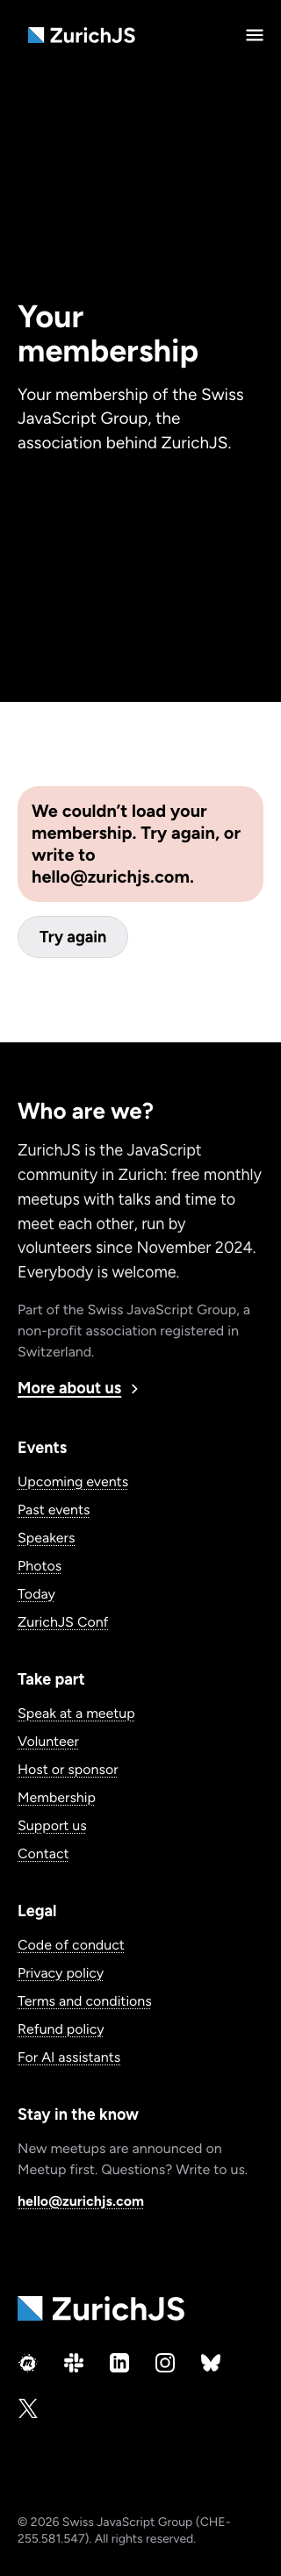 ZurichJS
Your
membership
Your membership of the Swiss
JavaScript Group, the
association behind ZurichJS.
We couldn’t load your
membership. Try again, or
write to
hello@zurichjs.com.
Try again
Who are we?
ZurichJS is the JavaScript
community in Zurich: free monthly
meetups with talks and time to
meet each other, run by
volunteers since November 2024.
Everybody is welcome.
Part of the Swiss JavaScript Group, a
non-profit association registered in
Switzerland.
More about us
Events
Upcoming events
Past events
Speakers
Photos
Today
ZurichJS Conf
Take part
Speak at a meetup
Volunteer
Host or sponsor
Membership
Support us
Contact
Legal
Code of conduct
Privacy policy
Terms and conditions
Refund policy
For AI assistants
Stay in the know
New meetups are announced on
Meetup first. Questions? Write to us.
hello@zurichjs.com
ZurichJS
© 2026 Swiss JavaScript Group (CHE-
255.581.547). All rights reserved.